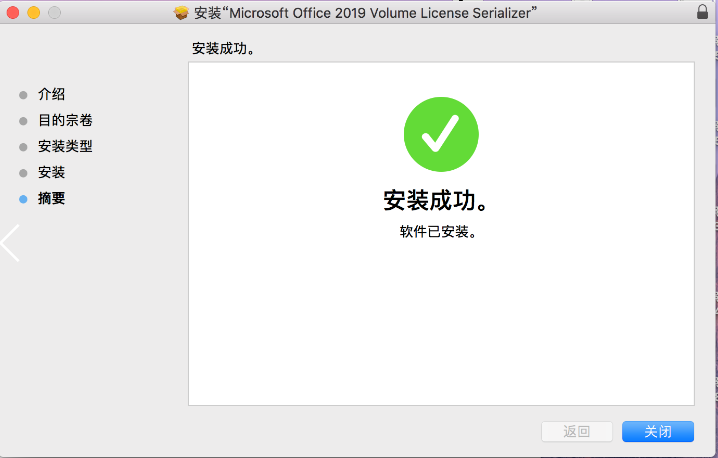 安装“Microsoft Office 2019 Volume License Serializer”
安装成功。
介绍
目的宗卷
安装类型
安装
摘要
安装成功。
软件已安装。
返回
关闭